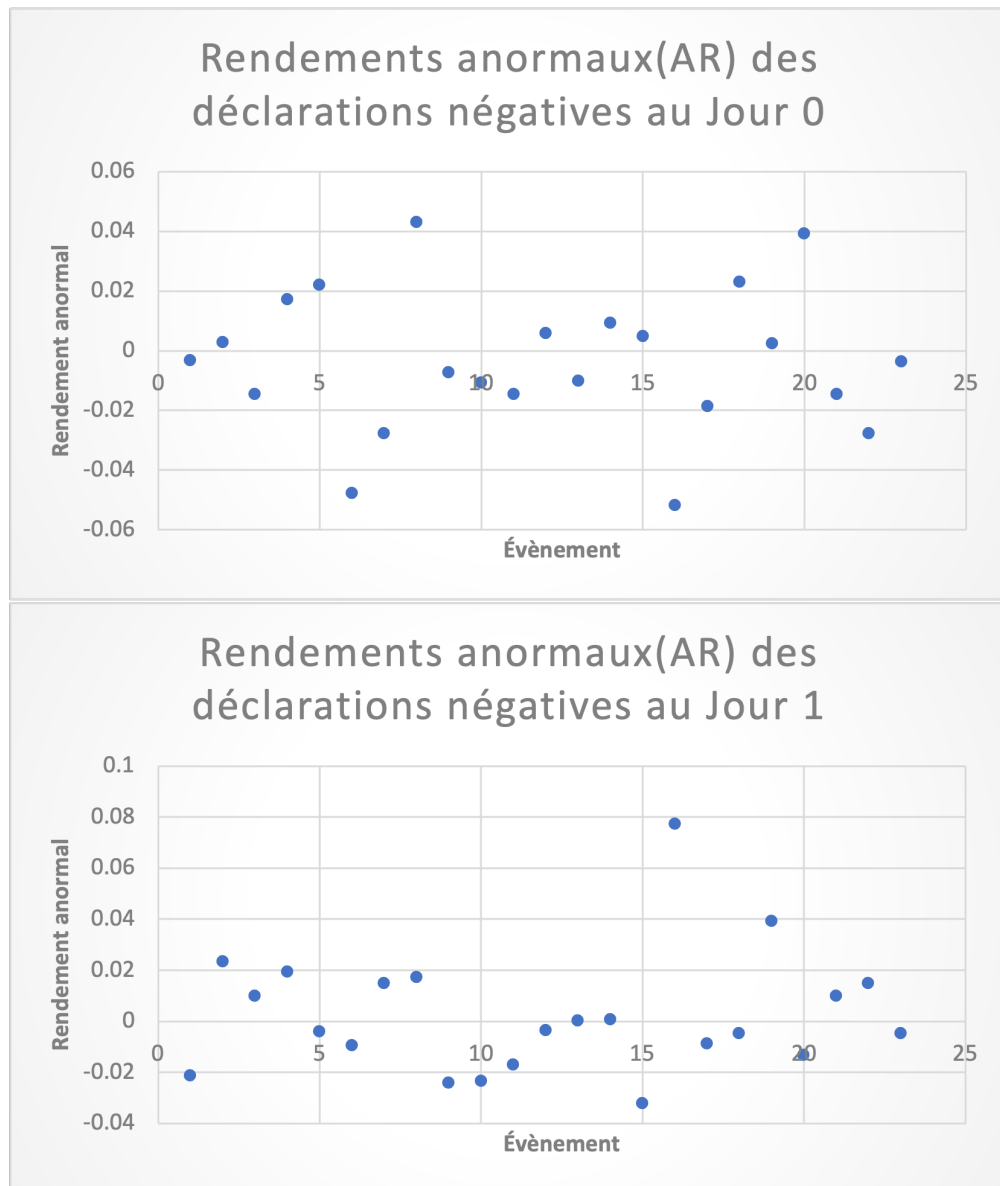 Rendements anormaux(AR) des
déclarations négatives au Jour 0
0.06
0.04
0.02
0
-0.02
-0.04
-0.06
0 5 10 15 20 25
Rendement anormal
Évènement
Rendements anormaux(AR) des
déclarations négatives au Jour 1
0.1
0.08
0.06
0.04
0.02
0
-0.02
-0.04
0 5 10 15 20 25
Rendement anormal
Évènement